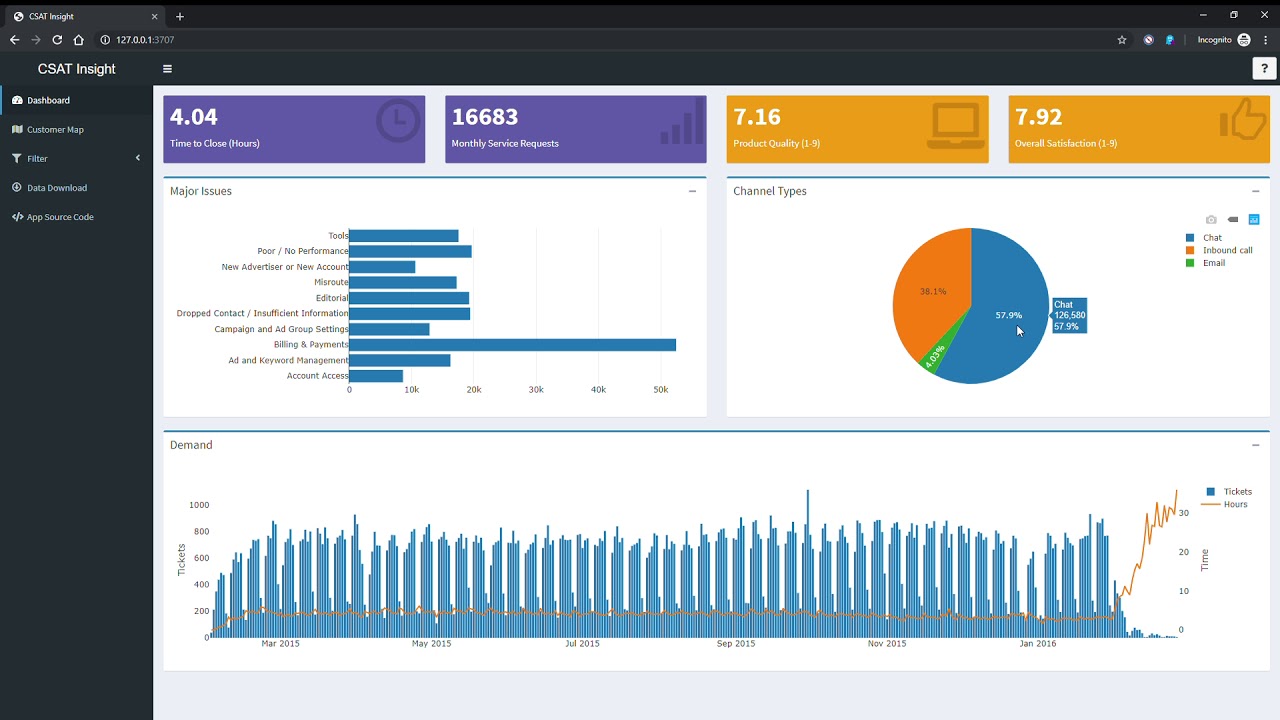 CSAT Insight
127.0.0.1:3707
Incognito
CSAT Insight
?
Dashboard
Customer Map
Filter
Data Download
App Source Code
4.04
Time to Close (Hours)
16683
Monthly Service Requests
7.16
Product Quality (1-9)
7.92
Overall Satisfaction (1-9)
Major Issues
Tools
Poor / No Performance
New Advertiser or New Account
Misroute
Editorial
Dropped Contact / Insufficient Information
Campaign and Ad Group Settings
Billing & Payments
Ad and Keyword Management
Account Access
0 10k 20k 30k 40k 50k
Channel Types
Chat
Inbound call
Email
38.1%
57.9%
4.03%
Chat
126,580
57.9%
Demand
Tickets
Hours
1000
800
600
400
200
0
Tickets
30
20
10
0
Time
Mar 2015 May 2015 Jul 2015 Sep 2015 Nov 2015 Jan 2016